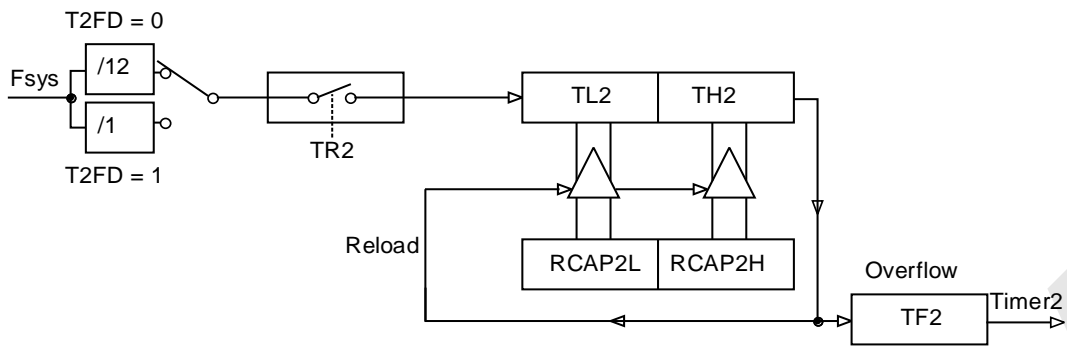 T2FD = 0
Fsys
/12
/1
T2FD = 1
TR2
TL2
TH2
Reload
RCAP2L
RCAP2H
Overflow
TF2
Timer2